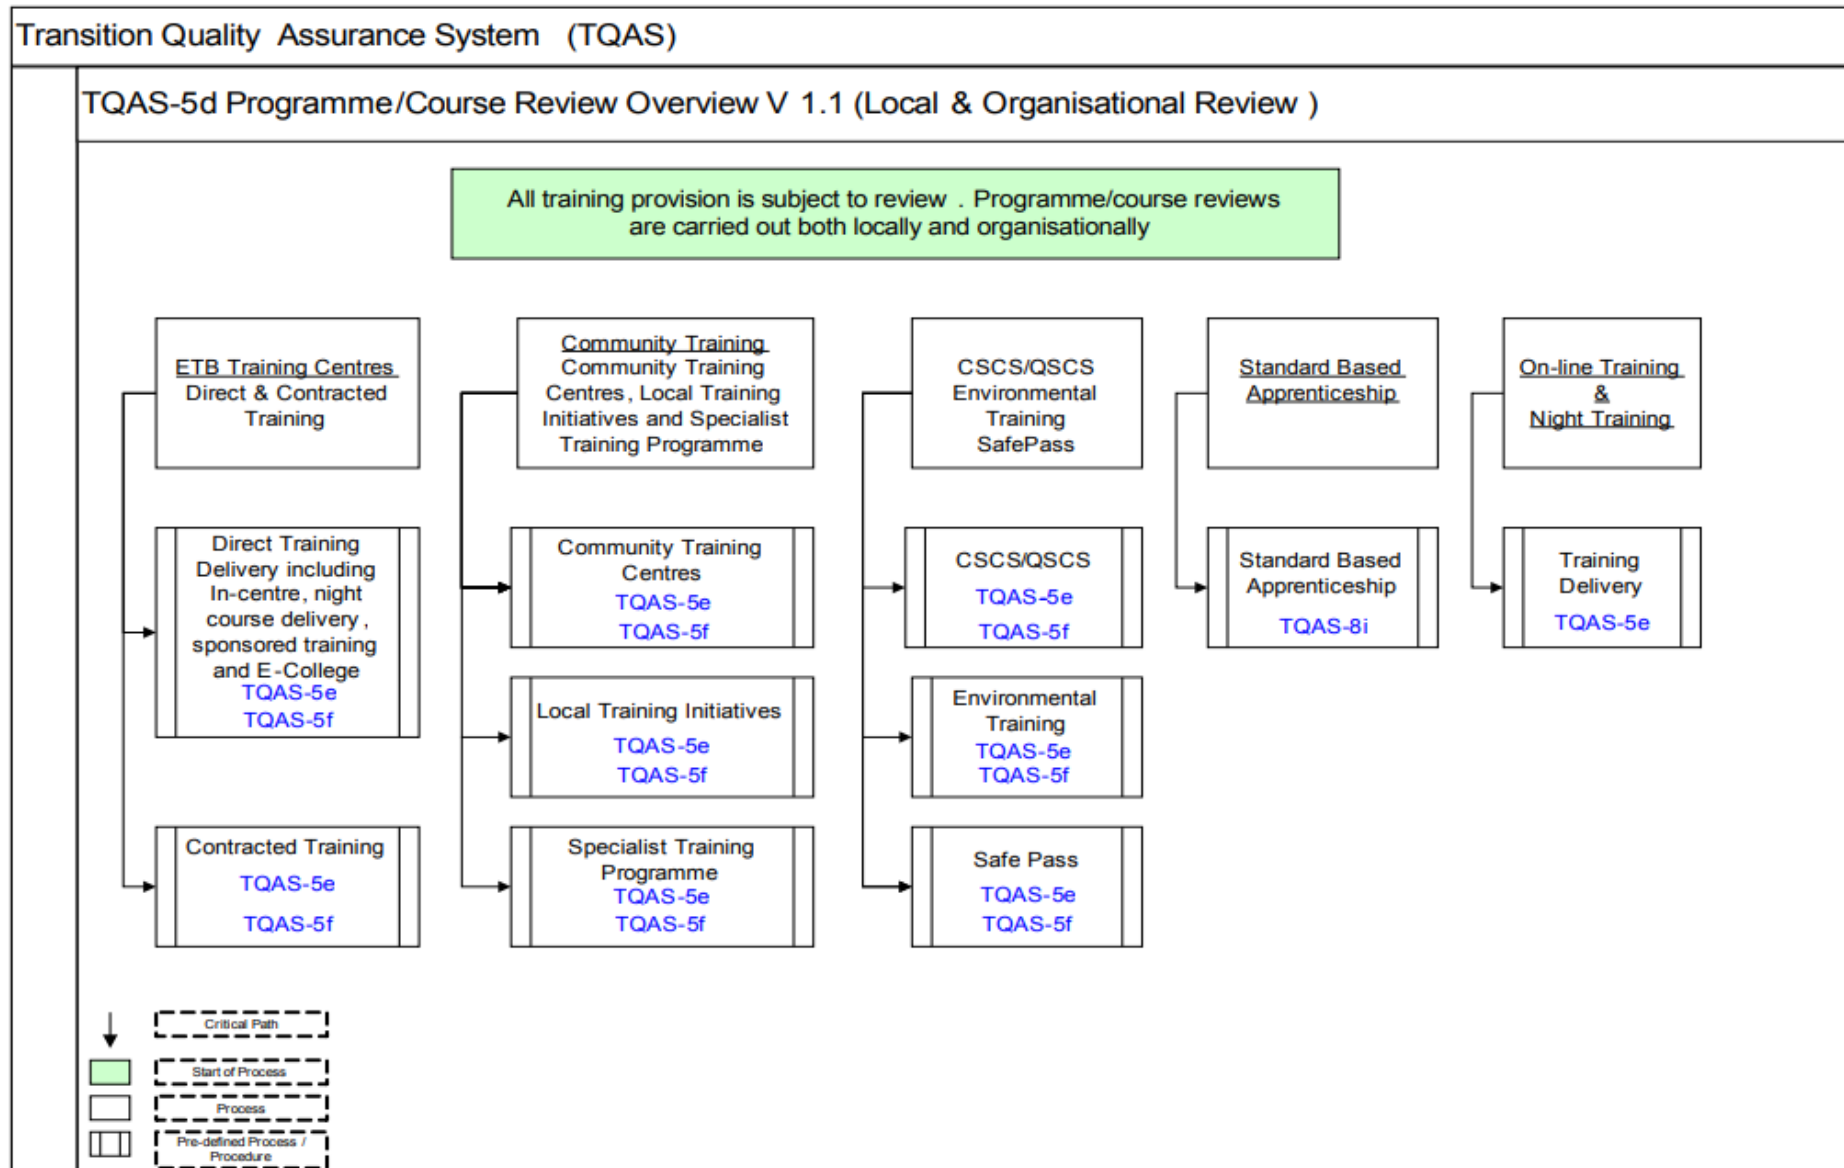 Transition Quality Assurance System (TQAS)
TQAS-5d Programme/Course Review Overview V 1.1 (Local & Organisational Review )
All training provision is subject to review . Programme/course reviews
are carried out both locally and organisationally
ETB Training Centres
Direct & Contracted
Training
Community Training
Community Training
Centres, Local Training
Initiatives and Specialist
Training Programme
CSCS/QSCS
Environmental
Training
SafePass
Standard Based
Apprenticeship
On-line Training
&
Night Training
Direct Training
Delivery including
In-centre, night
course delivery ,
sponsored training
and E-College
TQAS-5e
TQAS-5f
Community Training
Centres
TQAS-5e
TQAS-5f
CSCS/QSCS
TQAS-5e
TQAS-5f
Standard Based
Apprenticeship
TQAS-8i
Training
Delivery
TQAS-5e
Local Training Initiatives
TQAS-5e
TQAS-5f
Environmental
Training
TQAS-5e
TQAS-5f
Contracted Training
TQAS-5e
TQAS-5f
Specialist Training
Programme
TQAS-5e
TQAS-5f
Safe Pass
TQAS-5e
TQAS-5f
Critical Path
Start of Process
Process
Pre-defined Process /
Procedure